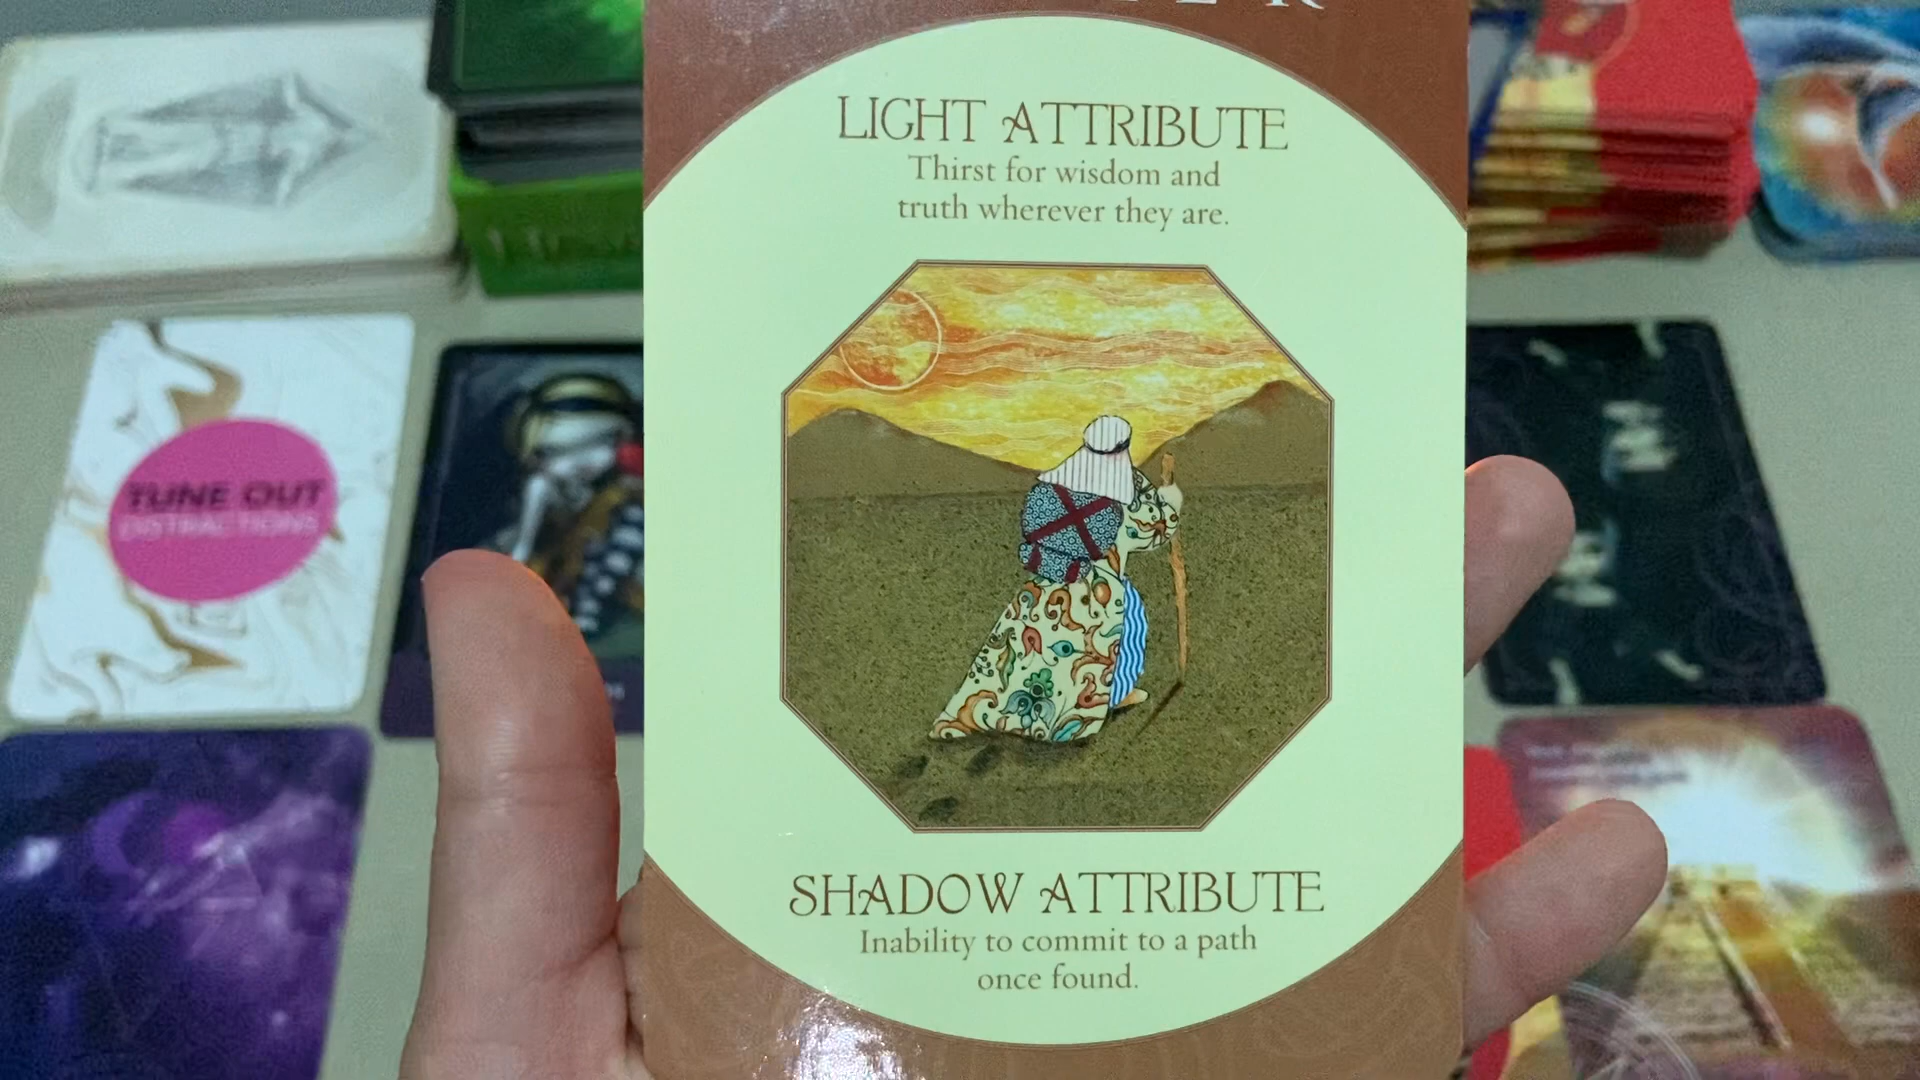 LIGHT ATTRIBUTE
Thirst for wisdom and
truth wherever they are.
SHADOW ATTRIBUTE
Inability to commit to a path
once found.
TUNE OUT
DISTRACTIONS